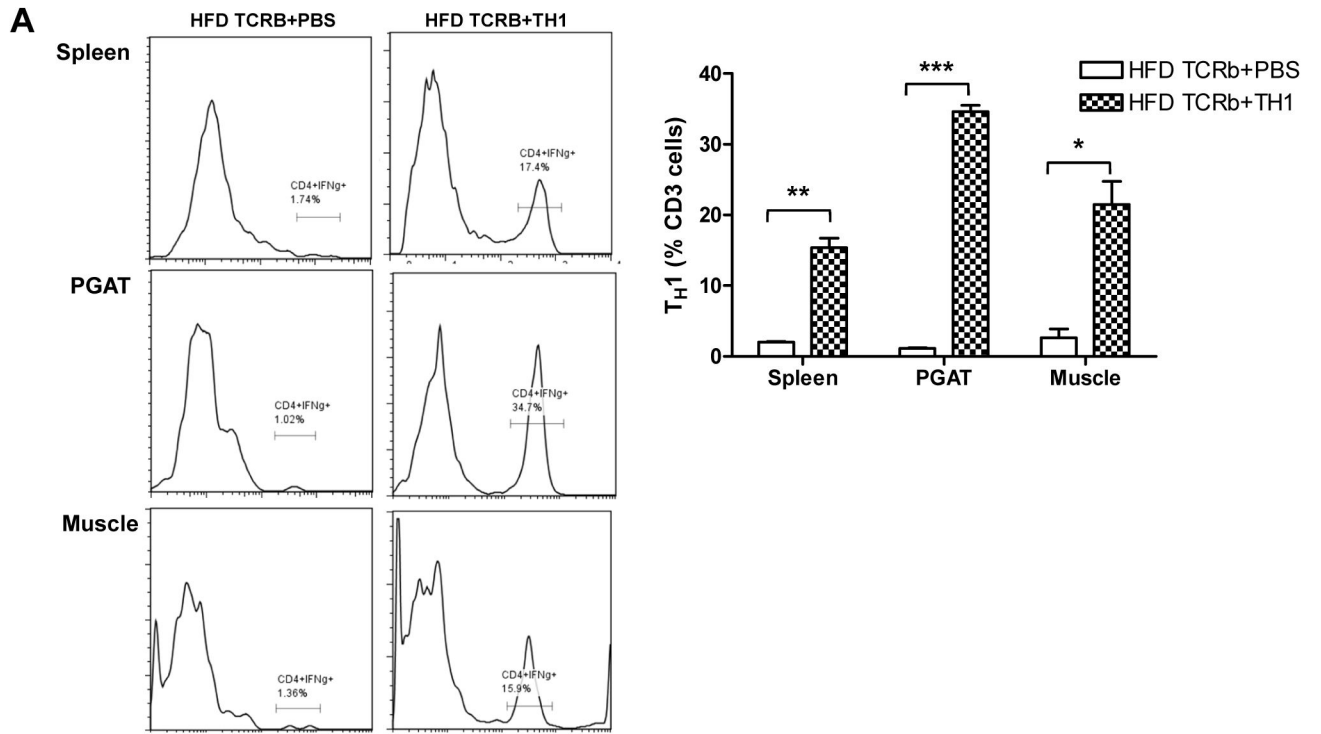 A
HFD TCRB+PBS
HFD TCRB+TH1
Spleen
CD4+IFNg+
1.74%
CD4+IFNg+
17.4%
PGAT
CD4+IFNg+
1.02%
CD4+IFNg+
34.7%
Muscle
CD4+IFNg+
1.36%
CD4+IFNg+
15.9%
HFD TCRb+PBS
HFD TCRb+TH1
TH1 (% CD3 cells)
40
30
20
10
0
**
***
*
Spleen
PGAT
Muscle